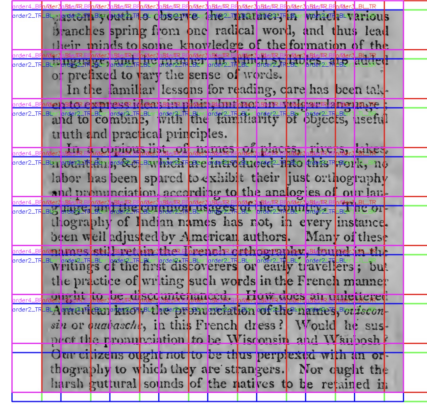 custom youth to observe the manner in which various
branches spring from one radical word, and thus lead
their minds to some knowledge of the formation of the
language and the manner in which syllables are added
or prefixed to vary the sense of words.
In the familiar lessons for reading, care has been tak-
en to express ideas in plain, but not in vulgar language;
and to combine, with the familiarity of objects, useful
truth and practical principles.
In a copious list of names of places, rivers, lakes,
mountains, &c. which are introduced into this work, no
labor has been spared to exhibit their just orthography
and pronunciation, according to the analogies of our lan-
guage, and the common usages of the country. The or-
thography of Indian names has not, in every instance,
been well adjusted by American authors. Many of these
names still retain the French orthography, found in the
writings of the first discoverers or early travellers; but
the practice of writing such words in the French manner
ought to be discountenanced. How does an unlettered
American know the pronunciation of the names,
or ouabasche, in this French dress? Would he sus-
pect the pronunciation to be Wisconsin and Waubosh?
Our citizens ought not to be thus perplexed with an or-
thography to which they are strangers. Nor ought the
harsh guttural sounds of the natives to be retained in